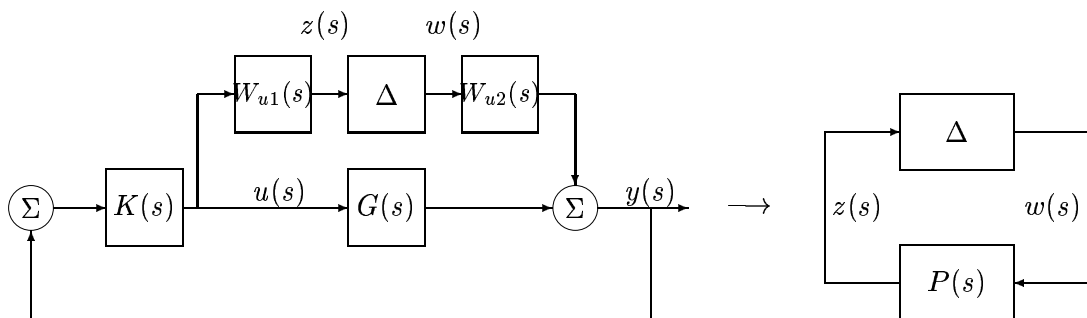 z(s) w(s)
W_{u1}(s) Δ W_{u2}(s)
Δ
Σ K(s) u(s) G(s) Σ y(s) → z(s) w(s)
P(s)